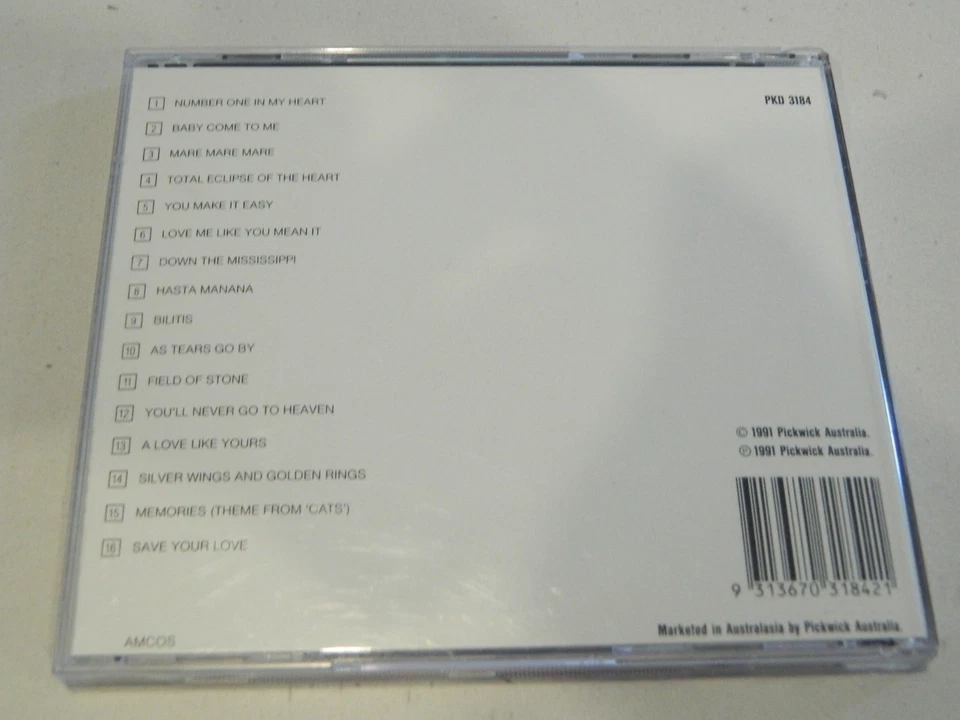 1 NUMBER ONE IN MY HEART
PKD 3184
2 BABY COME TO ME
3 MARE MARE MARE
4 TOTAL ECLIPSE OF THE HEART
5 YOU MAKE IT EASY
6 LOVE ME LIKE YOU MEAN IT
7 DOWN THE MISSISSIPPI
8 HASTA MANANA
9 BILITIS
10 AS TEARS GO BY
11 FIELD OF STONE
12 YOU'LL NEVER GO TO HEAVEN
13 A LOVE LIKE YOURS
14 SILVER WINGS AND GOLDEN RINGS
15 MEMORIES (THEME FROM 'CATS')
16 SAVE YOUR LOVE
© 1991 Pickwick Australia.
℗ 1991 Pickwick Australia.
9 313670 318421
Marketed in Australasia by Pickwick Australia.
AMCOS